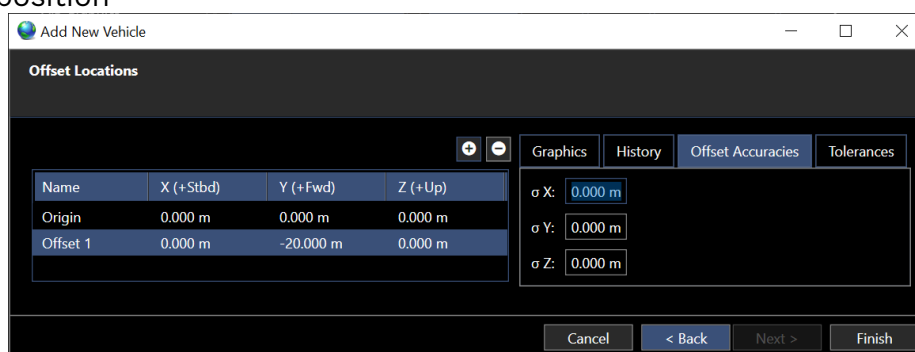 position
Add New Vehicle
Offset Locations
Graphics History Offset Accuracies Tolerances
Name X (+Stbd) Y (+Fwd) Z (+Up)
Origin 0.000 m 0.000 m 0.000 m
Offset 1 0.000 m -20.000 m 0.000 m
σ X: 0.000 m
σ Y: 0.000 m
σ Z: 0.000 m
Cancel < Back Next > Finish